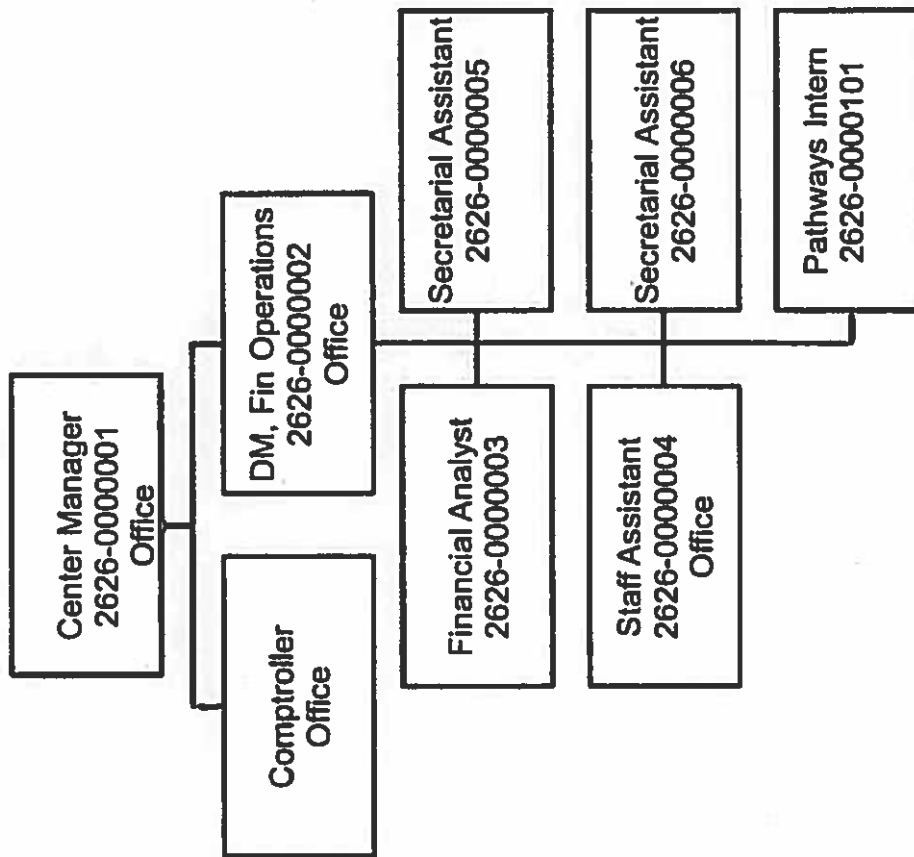 Center Manager
2626-0000001
Office
Comptroller
Office
DM, Fin Operations
2626-0000002
Office
Financial Analyst
2626-0000003
Secretarial Assistant
2626-0000005
Staff Assistant
2626-0000004
Office
Secretarial Assistant
2626-0000006
Pathways Intern
2626-0000101